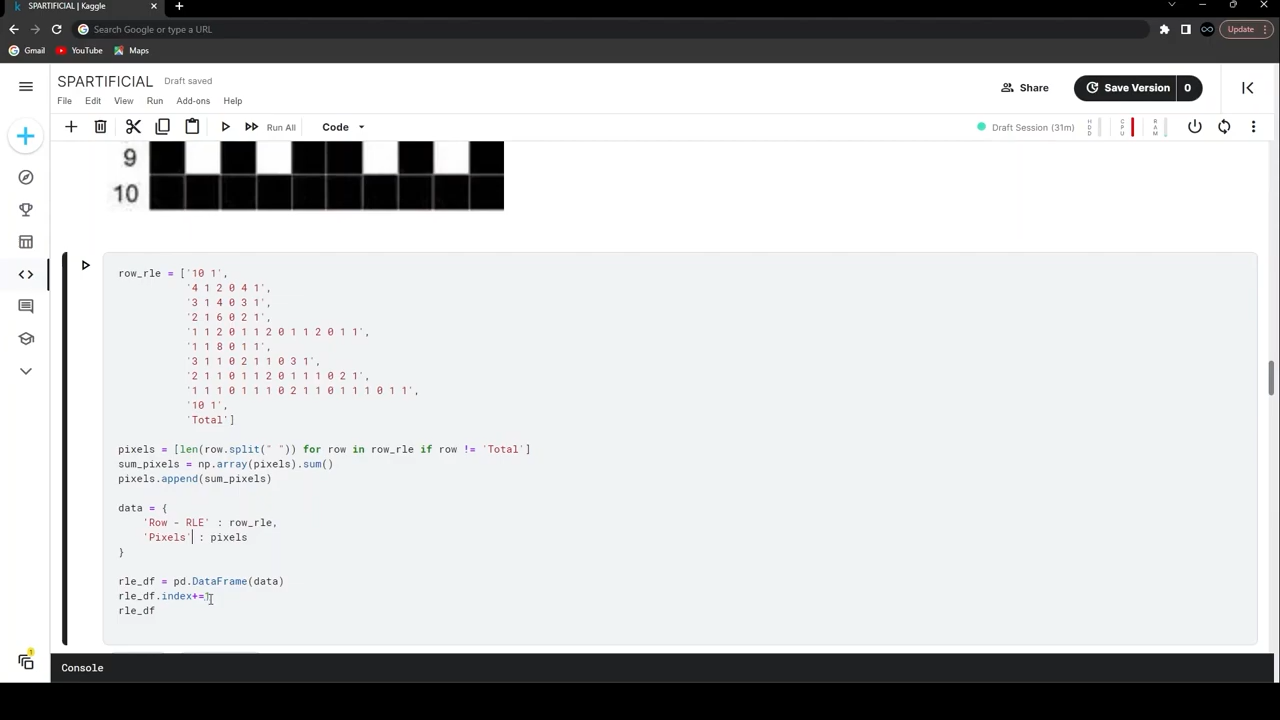 SPARTIFICIAL | Kaggle
Search Google or type a URL
Update
Gmail YouTube Maps
SPARTIFICIAL Draft saved
File Edit View Run Add-ons Help
Share
Save Version 0
Run All Code
Draft Session (31m)
HDD
CPU
RAM
9
10
row_rle = ['10 1',
'4 1 2 0 4 1',
'3 1 4 0 3 1',
'2 1 6 0 2 1',
'1 1 2 0 1 1 2 0 1 1 2 0 1 1',
'1 1 8 0 1 1',
'3 1 1 0 2 1 1 0 3 1',
'2 1 1 0 1 1 2 0 1 1 1 0 2 1',
'1 1 1 0 1 1 1 0 2 1 1 0 1 1 1 0 1 1',
'10 1',
'Total']
pixels = [len(row.split(" ")) for row in row_rle if row != 'Total']
sum_pixels = np.array(pixels).sum()
pixels.append(sum_pixels)
data = {
'Row - RLE' : row_rle,
'Pixels' : pixels
}
rle_df = pd.DataFrame(data)
rle_df.index+=1
rle_df
1
Console